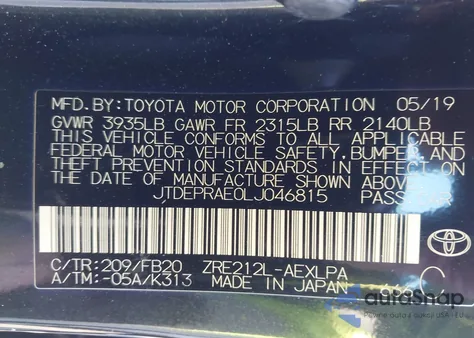 MFD. BY: TOYOTA MOTOR CORPORATION 05/19
GVWR 3935LB GAWR FR 2315LB RR 2140LB
THIS VEHICLE CONFORMS TO ALL APPLICABLE
FEDERAL MOTOR VEHICLE SAFETY, BUMPER, AND
THEFT PREVENTION STANDARDS IN EFFECT ON THE
DATE OF MANUFACTURE SHOWN ABOVE.
JTDEPRAE0LJ046815
C/TR: 209/FB20 ZRE212L-AEXLPA
A/TM: -05A/K313 MADE IN JAPAN
C
TOYOTA
autoSnap